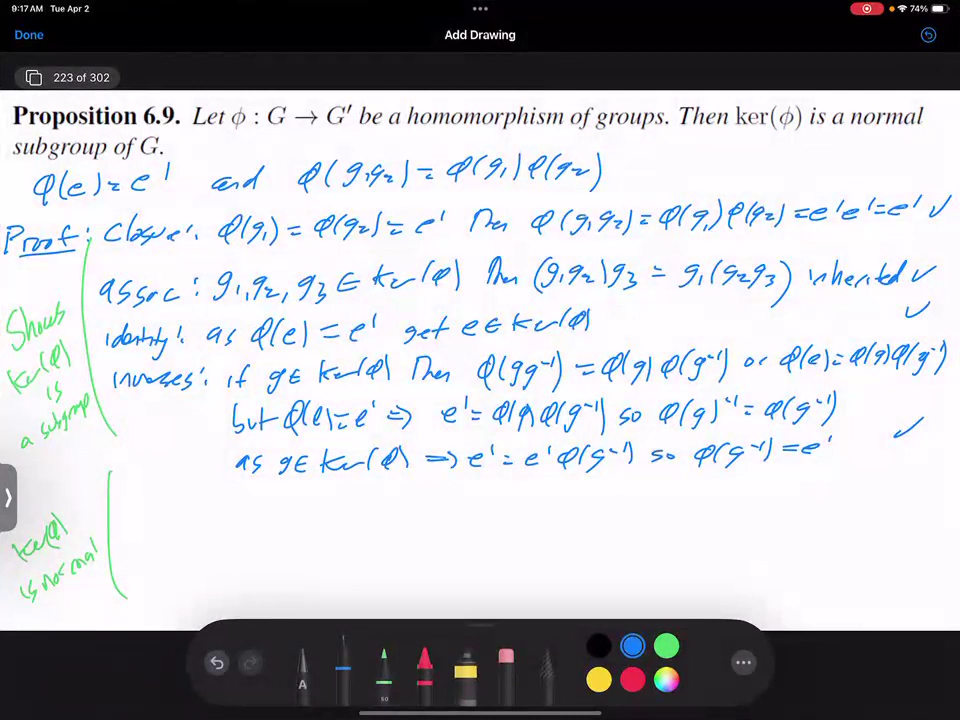 9:17 AM Tue Apr 2
74%
Done
Add Drawing
223 of 302
Proposition 6.9. Let ϕ : G → G′ be a homomorphism of groups. Then ker(ϕ) is a normal
subgroup of G.
φ(e) = e' and φ(g₁g₂) = φ(g₁)φ(g₂)
Proof: Closure: φ(g₁) = φ(g₂) = e' Then φ(g₁g₂) = φ(g₁)φ(g₂) = e'e' = e' ✓
assoc: g₁, g₂, g₃ ∈ ker(φ) Then (g₁g₂)g₃ = g₁(g₂g₃) inherited ✓
identity: as φ(e) = e' get e ∈ ker(φ) ✓
inverses: if g ∈ ker(φ) Then φ(gg⁻¹) = φ(g)φ(g⁻¹) or φ(e) = φ(g)φ(g⁻¹)
but φ(e) = e' ⇒ e' = φ(g)φ(g⁻¹) so φ(g)⁻¹ = φ(g⁻¹)
as g ∈ ker(φ) ⇒ e' = e'φ(g⁻¹) so φ(g⁻¹) = e' ✓
Shows
ker(φ)
is
a subgroup
ker(φ)
is normal
A
50